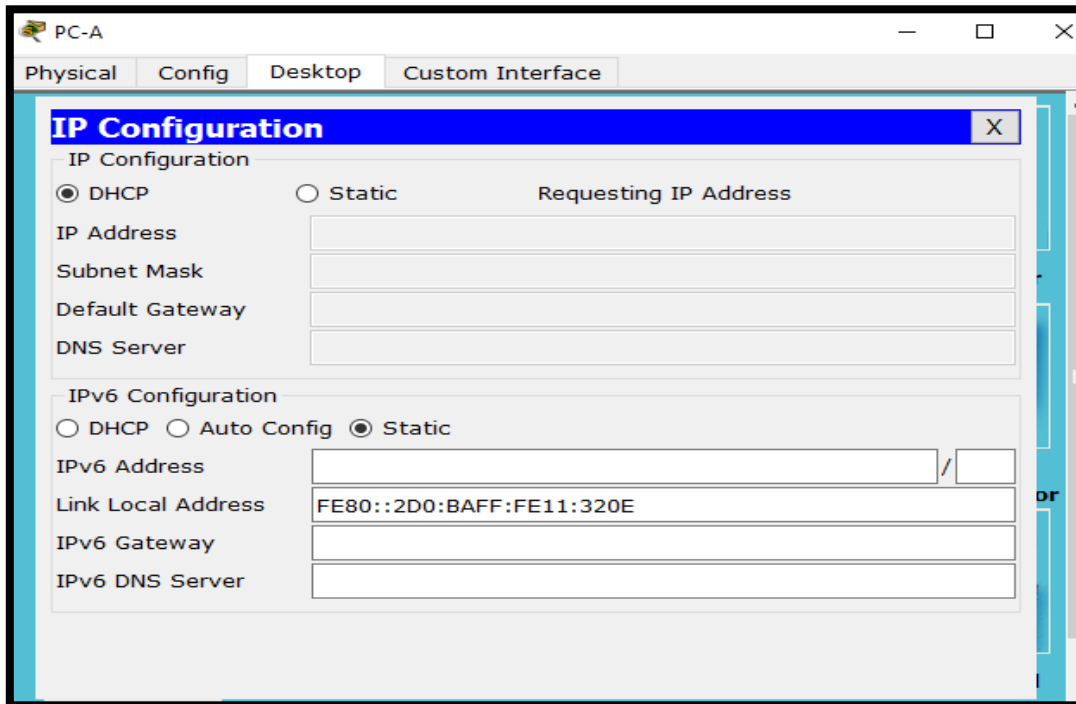 PC-A
Physical Config Desktop Custom Interface
IP Configuration X
IP Configuration
DHCP Static Requesting IP Address
IP Address
Subnet Mask
Default Gateway
DNS Server
IPv6 Configuration
DHCP Auto Config Static
IPv6 Address /
Link Local Address FE80::2D0:BAFF:FE11:320E
IPv6 Gateway
IPv6 DNS Server